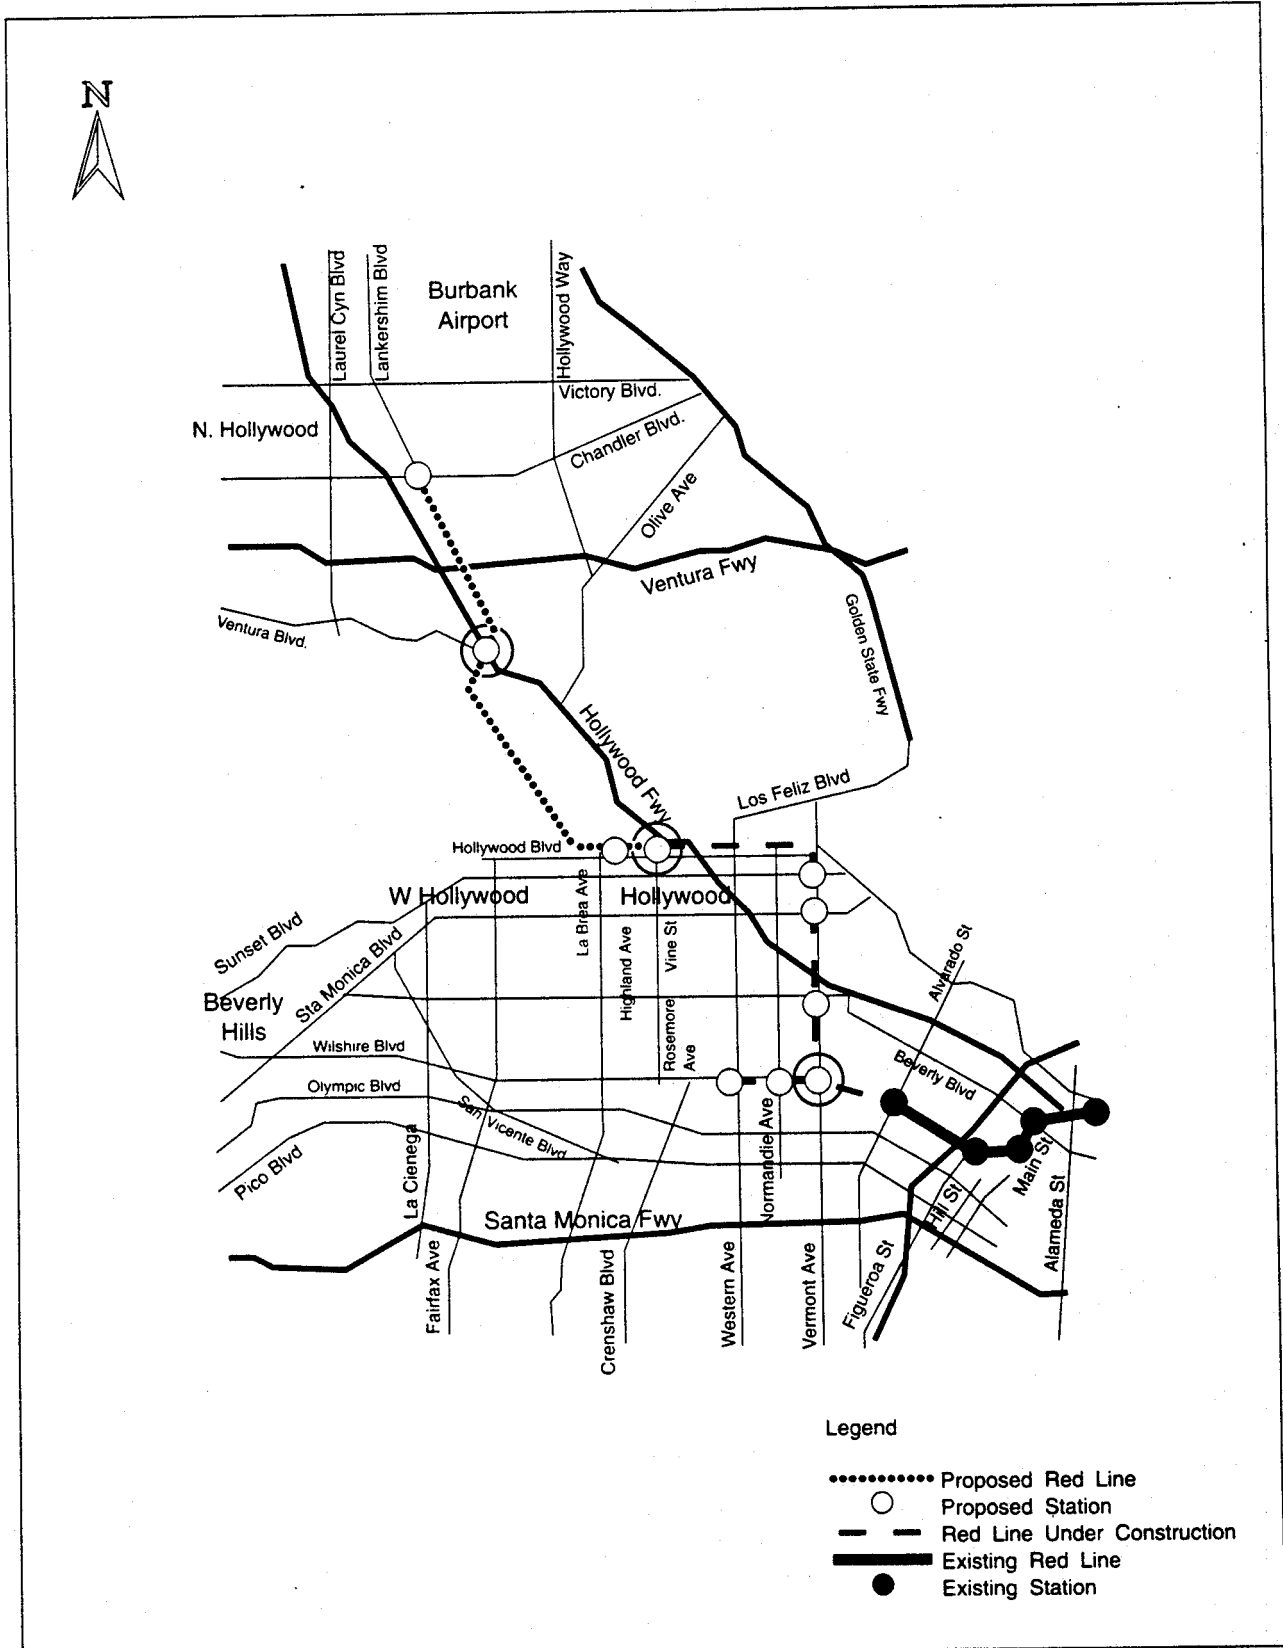 N
Laurel Cyn Blvd
Lankershim Blvd
Burbank
Airport
Hollywood Way
Victory Blvd.
N. Hollywood
Chandler Blvd.
Olive Ave
Ventura Fwy
Ventura Blvd.
Golden State Fwy
Hollywood Fwy
Los Feliz Blvd
Hollywood Blvd
W Hollywood
Hollywood
La Brea Ave
Sunset Blvd
Sta Monica Blvd
Highland Ave
Vine St
Alvarado St
Beverly
Hills
Rosemore
Ave
Wilshire Blvd
Beverly Blvd
Olympic Blvd
San Vicente Blvd
Pico Blvd
La Cienega
Normandie Ave
Main St
Hill St
Alameda St
Santa Monica Fwy
Fairfax Ave
Crenshaw Blvd
Western Ave
Vermont Ave
Figueroa St
Legend
Proposed Red Line
Proposed Station
Red Line Under Construction
Existing Red Line
Existing Station